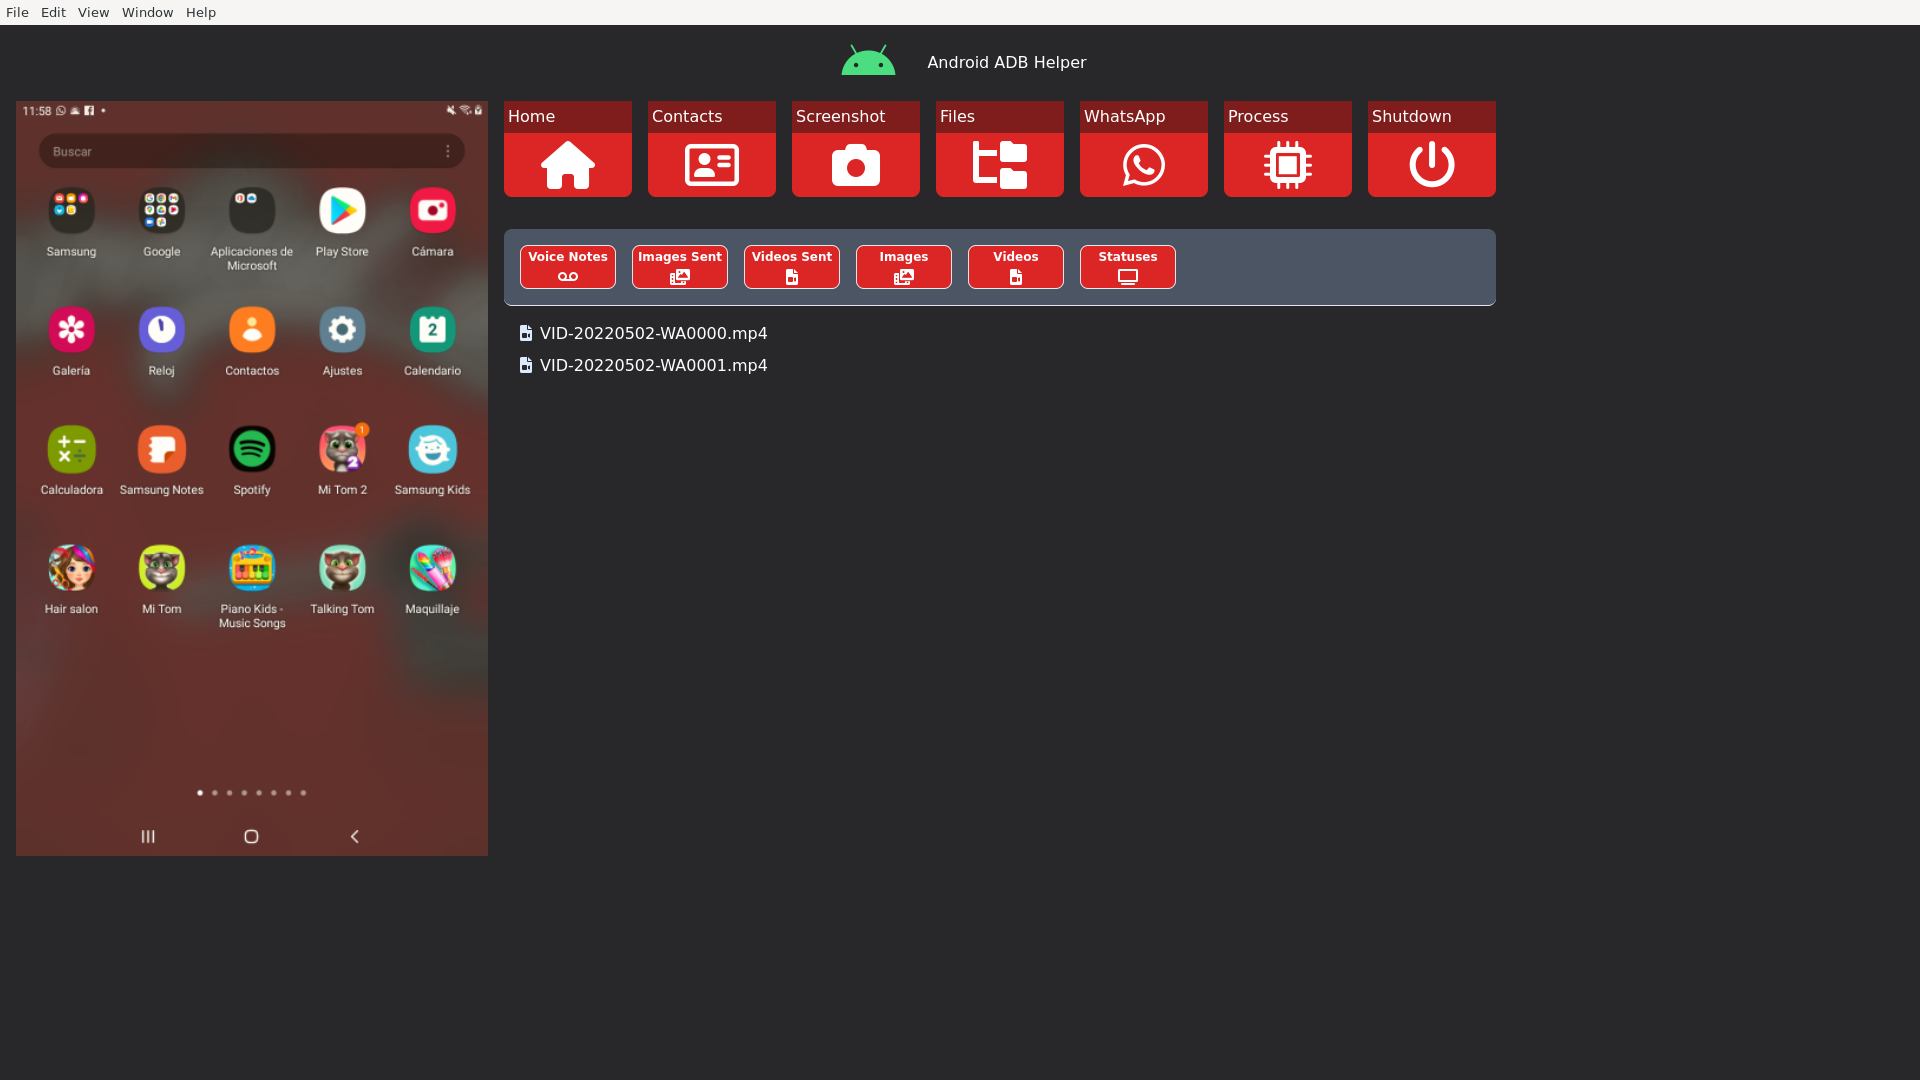 File Edit View Window Help
Android ADB Helper
11:58
Buscar
Samsung Google Aplicaciones de Microsoft Play Store Cámara
Galería Reloj Contactos Ajustes 2 Calendario
Calculadora Samsung Notes Spotify 1 2 Mi Tom 2 Samsung Kids
Hair salon Mi Tom Piano Kids - Music Songs Talking Tom Maquillaje
Home Contacts Screenshot Files WhatsApp Process Shutdown
Voice Notes Images Sent Videos Sent Images Videos Statuses
VID-20220502-WA0000.mp4
VID-20220502-WA0001.mp4